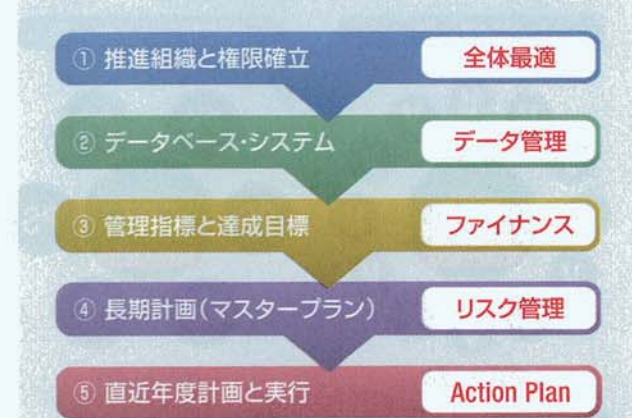 ① 推進組織と権限確立 全体最適
② データベース・システム データ管理
③ 管理指標と達成目標 ファイナンス
④ 長期計画(マスタープラン) リスク管理
⑤ 直近年度計画と実行 Action Plan